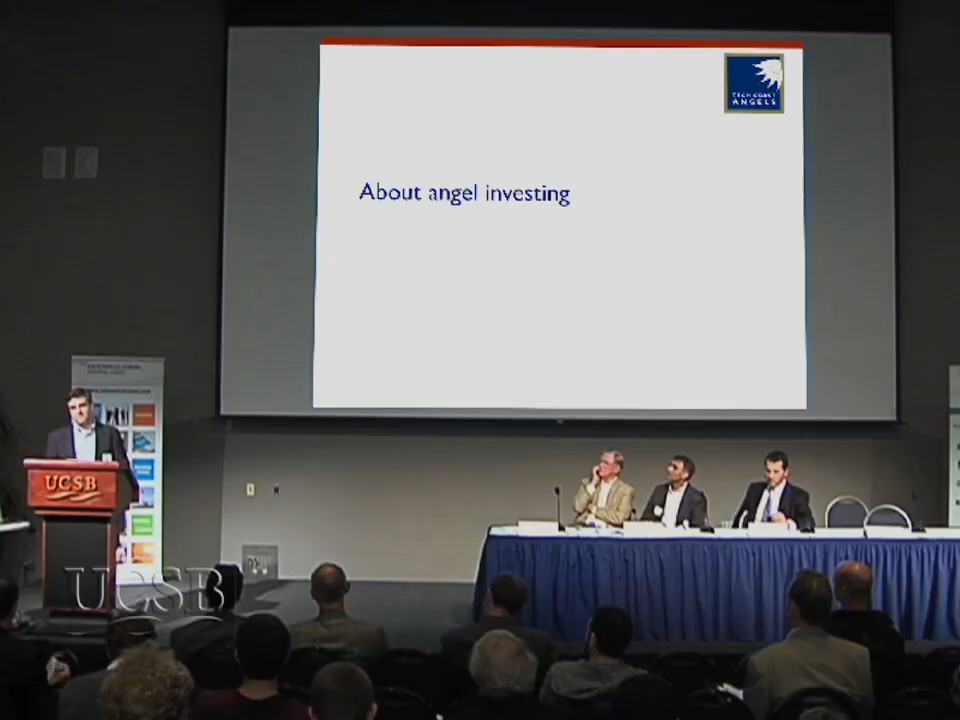 TECH COAST
ANGELS
About angel investing
UCSB
UCSB